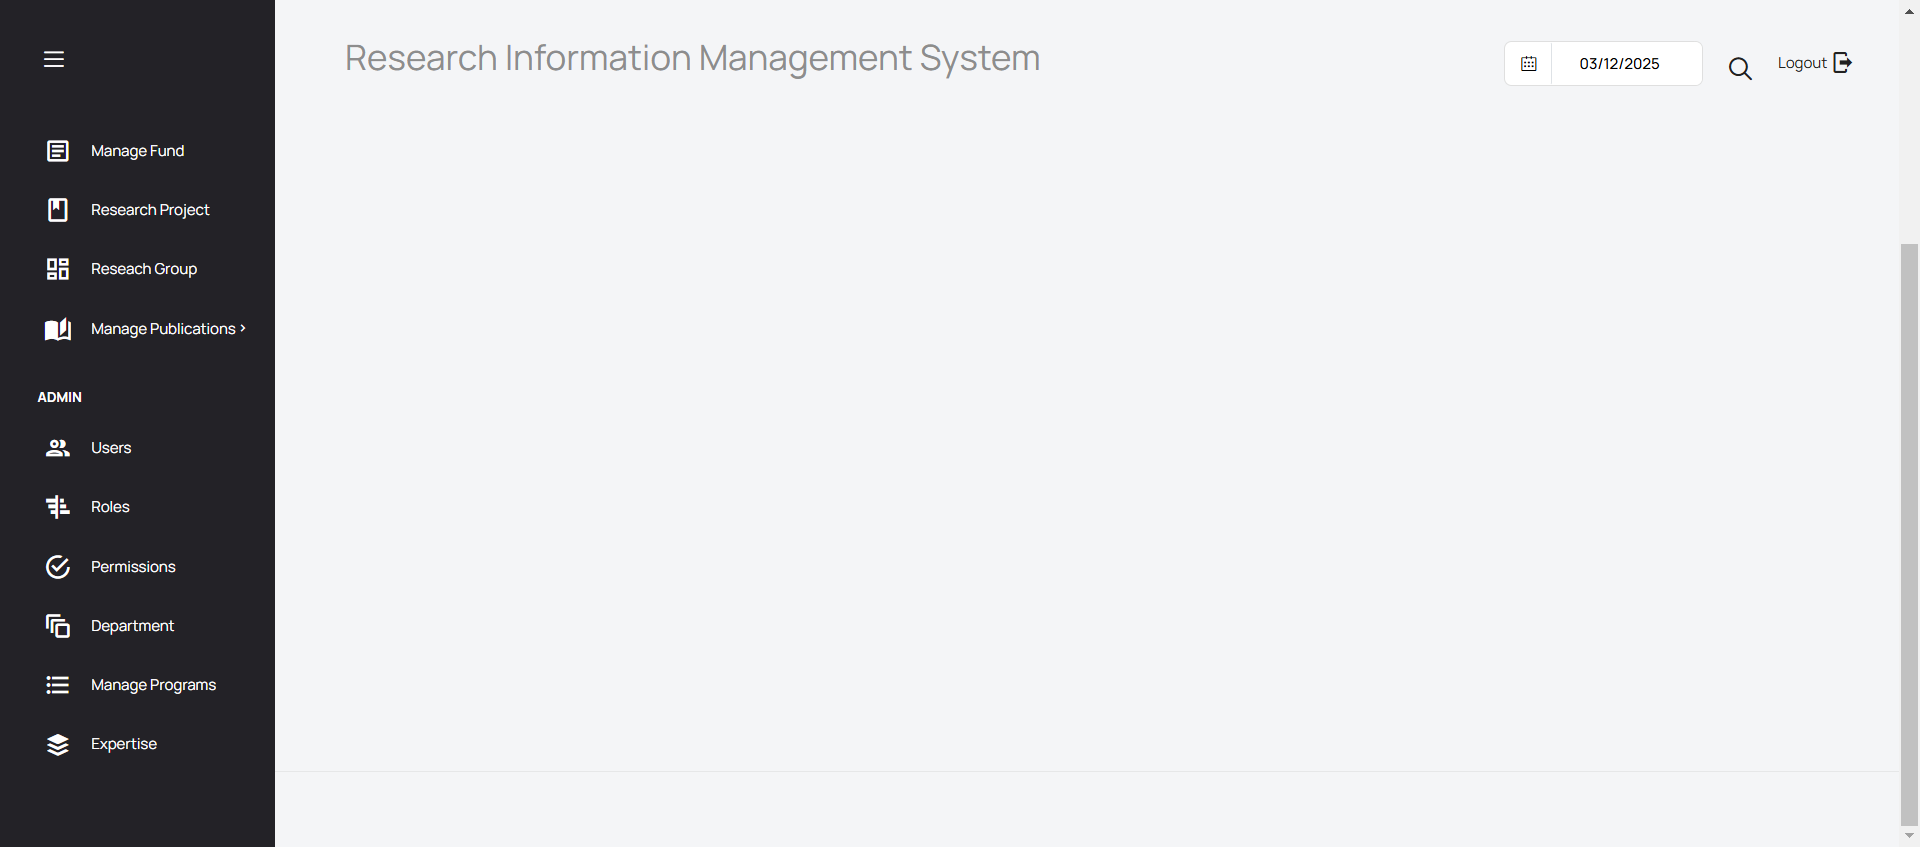 Research Information Management System
03/12/2025
Logout
Manage Fund
Research Project
Reseach Group
Manage Publications
ADMIN
Users
Roles
Permissions
Department
Manage Programs
Expertise